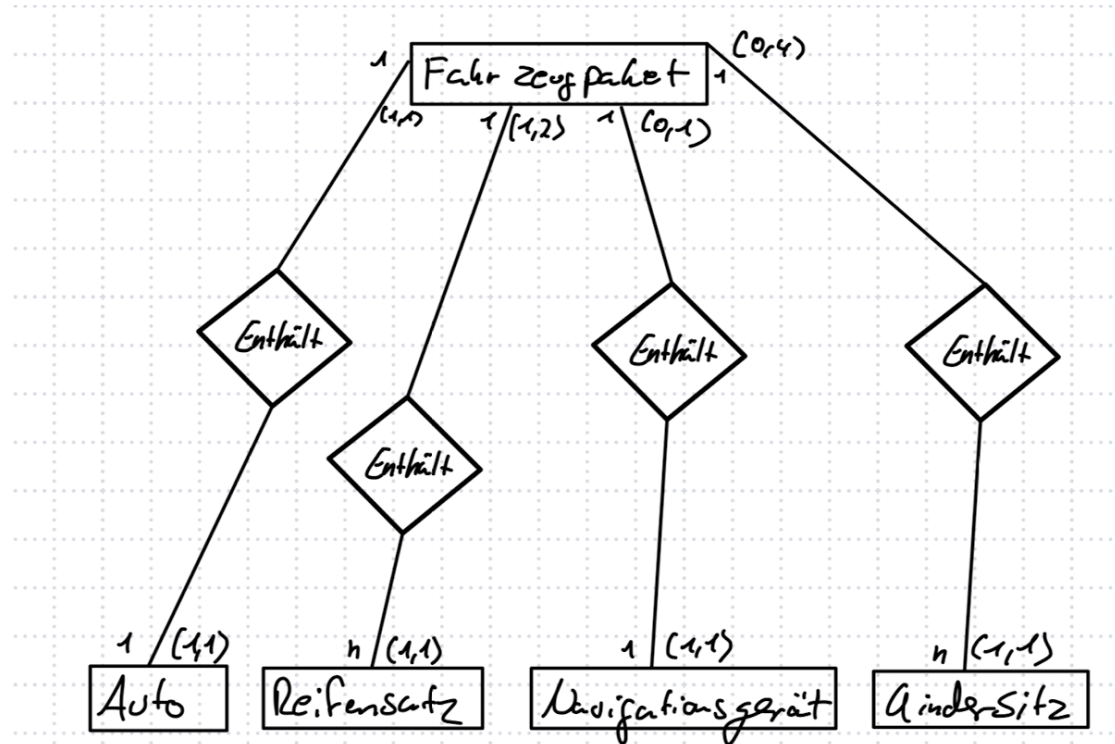 (0,4)
1 Fahrzeugpaket 1
(1,1) 1 (1,2) 1 (0,1)
Enthält Enthält Enthält
Enthält
1 (1,1) n (1,1) 1 (1,1) n (1,1)
Auto Reifensatz Navigationsgerät Kindersitz